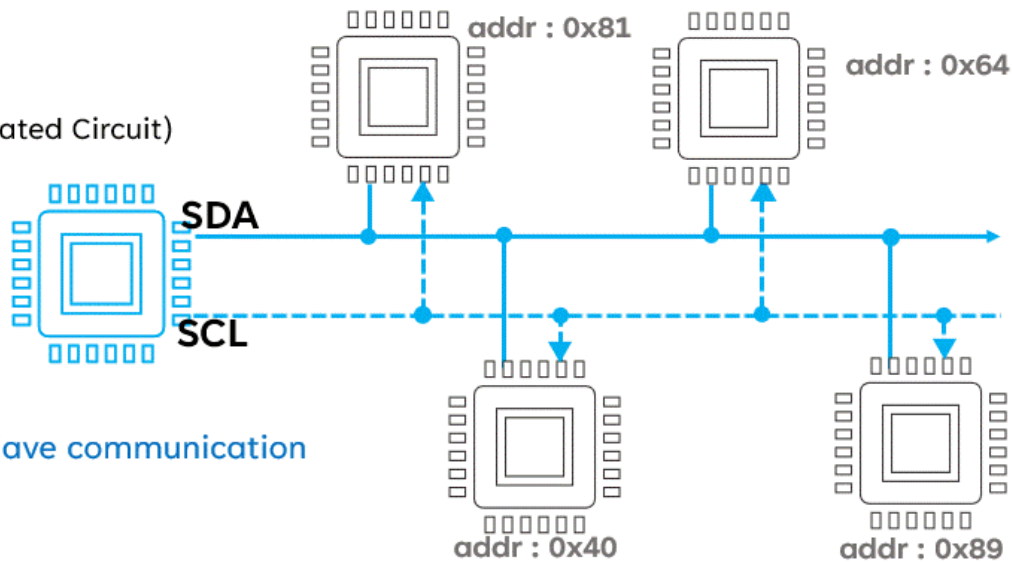 addr : 0x81
addr : 0x64
ated Circuit)
SDA
SCL
ave communication
addr : 0x40
addr : 0x89